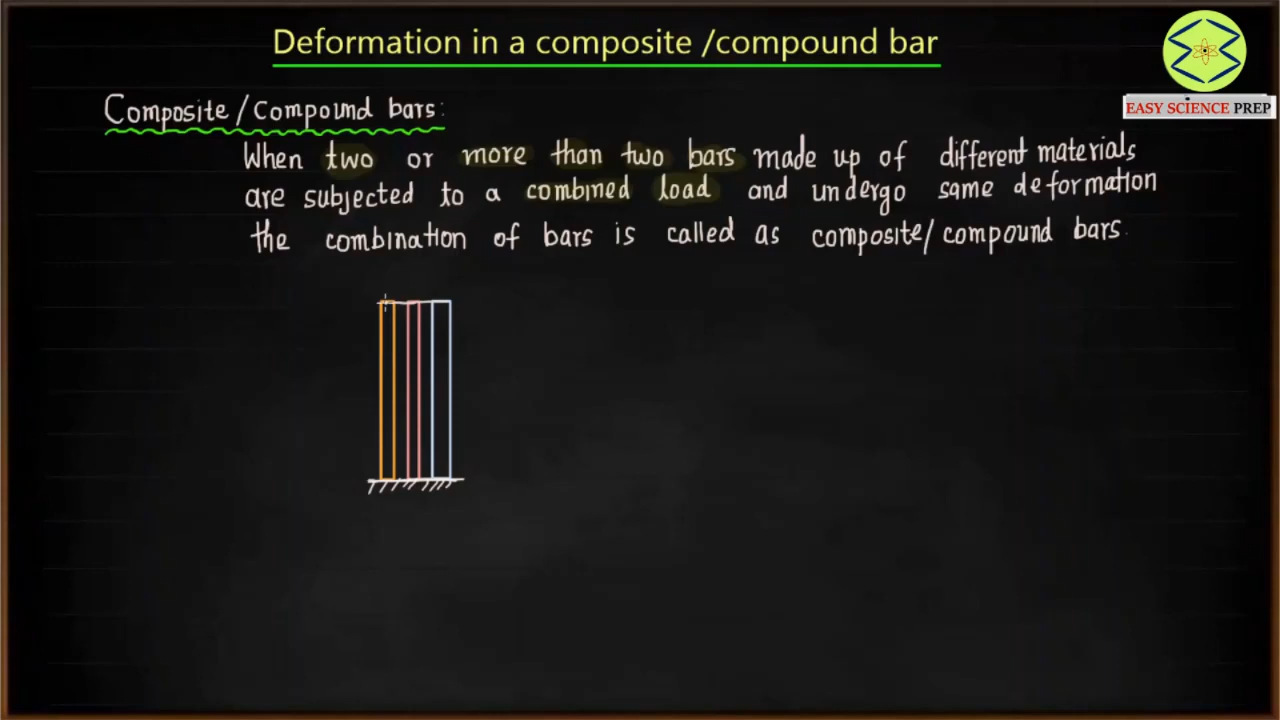 Deformation in a composite /compound bar
EASY SCIENCE PREP
Composite/Compound bars:
When two or more than two bars made up of different materials
are subjected to a combined load and undergo same deformation
the combination of bars is called as composite/compound bars.